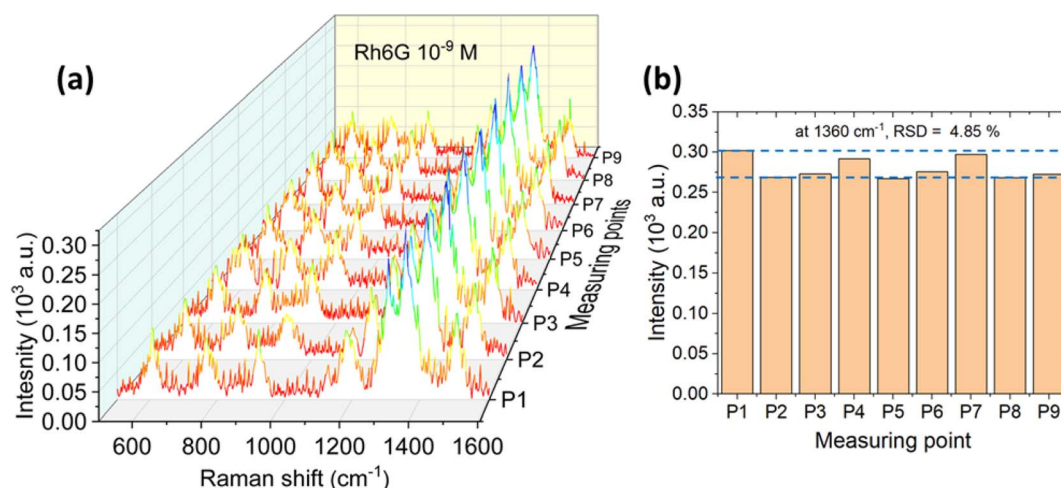 (a)
Rh6G 10⁻⁹ M
0.30
0.25
0.20
0.15
0.10
0.05
0.00
Intesnity (10³ a.u.)
600 800 1000 1200 1400 1600
Raman shift (cm⁻¹)
P9
P8
P7
P6
P5
P4
P3
P2
P1
Measuring points
(b)
at 1360 cm⁻¹, RSD = 4.85 %
0.35
0.30
0.25
0.20
0.15
0.10
0.05
0.00
Intensity (10³ a.u.)
P1 P2 P3 P4 P5 P6 P7 P8 P9
Measuring point